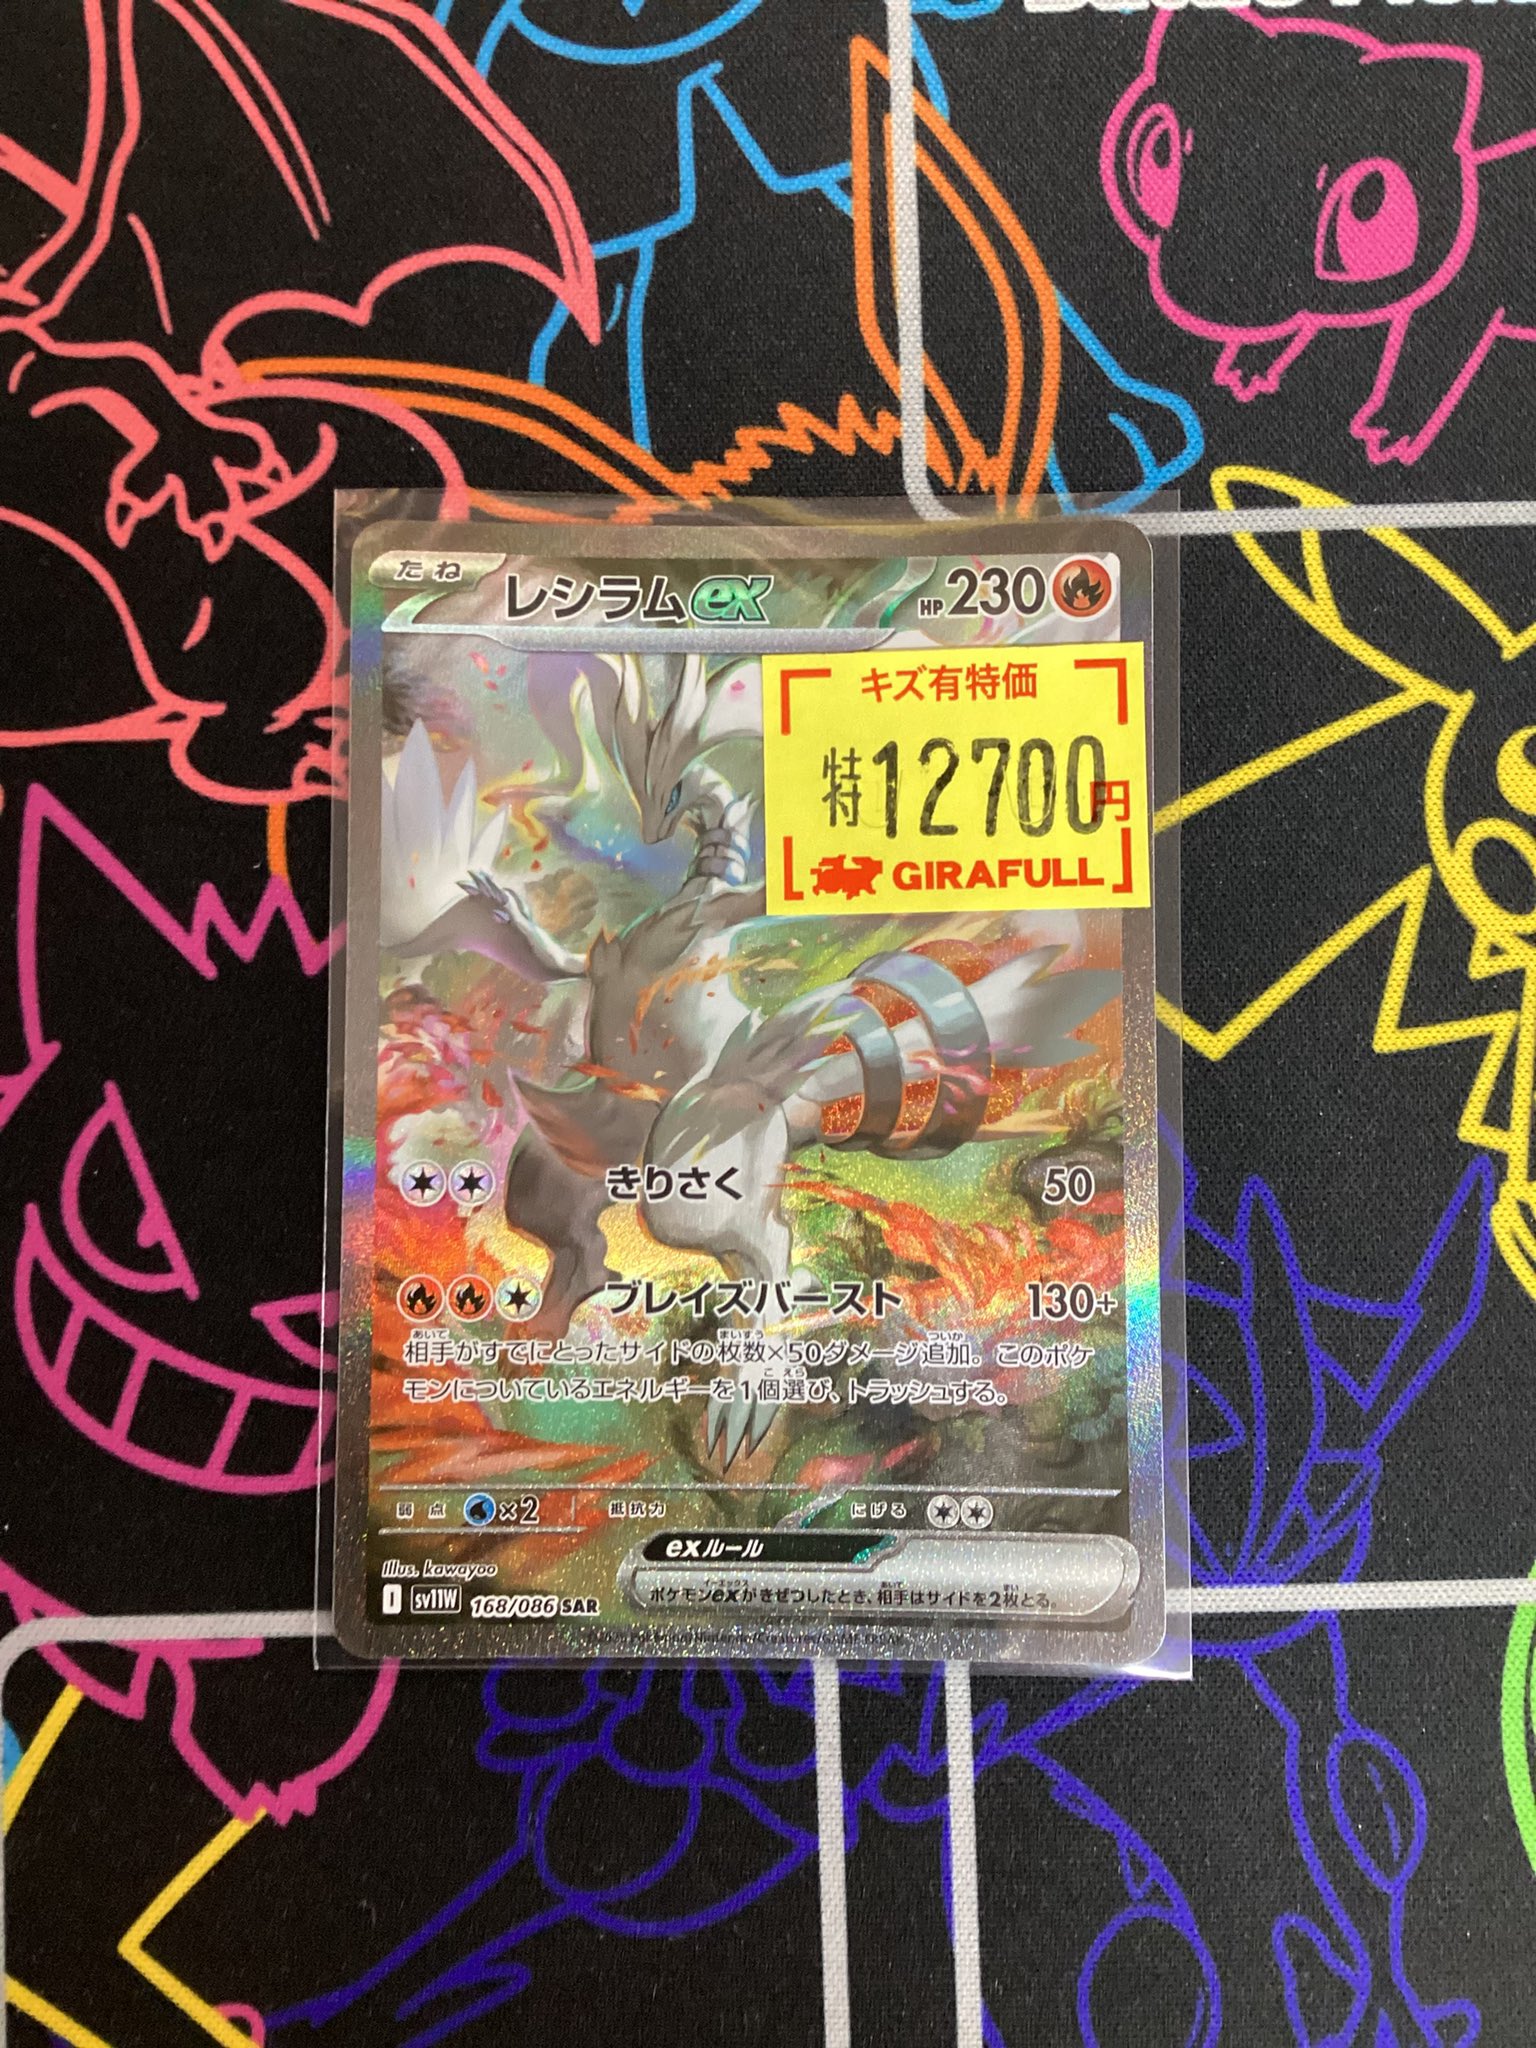 たね
レシラムex
HP230
キズ有特価
特12700円
GIRAFULL
きりさく 50
ブレイズバースト 130+
相手がすでにとったサイドの枚数×50ダメージ追加。このポケ
モンについているエネルギーを1個選び、トラッシュする。
弱点 ×2 抵抗力 にげる
exルール
ポケモンexがきぜつしたとき、相手はサイドを2枚とる。
Illus. kawayoo
I sv11W 168/086 SAR